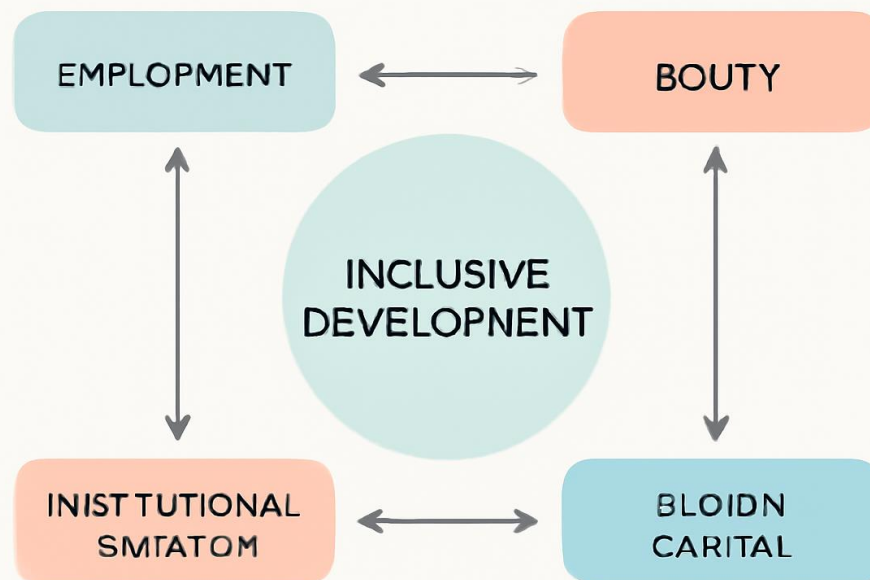 EMPLOPMENT
BOUTY
INCLUSIVE
DEVELOPNENT
INIST TUTIONAL
SMTATOM
BLOIDN
CARITAL